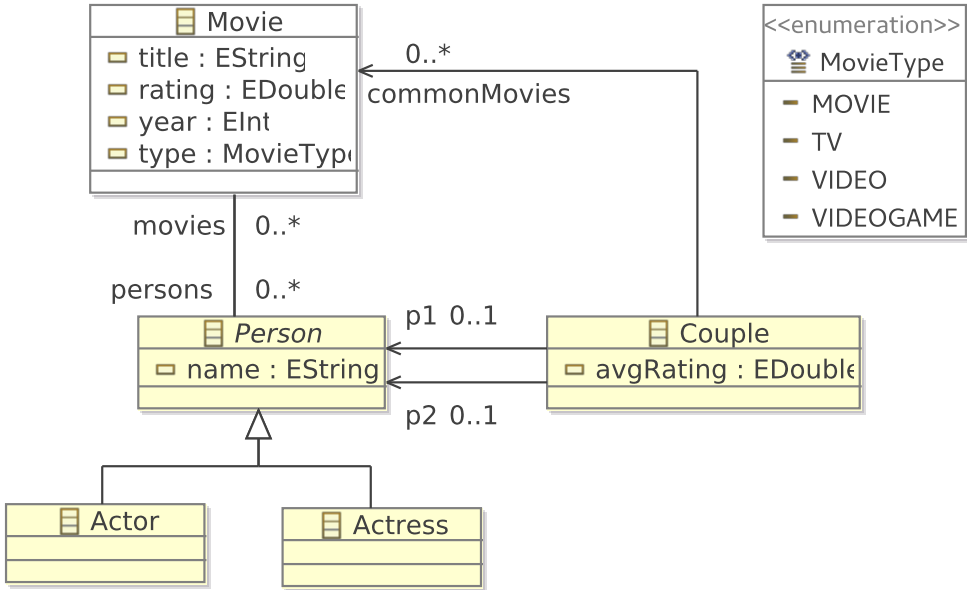 Movie
title : EString
rating : EDouble
year : EInt
type : MovieType
<<enumeration>>
MovieType
MOVIE
TV
VIDEO
VIDEOGAME
0..*
commonMovies
movies 0..*
persons 0..*
Person
name : EString
p1 0..1
p2 0..1
Couple
avgRating : EDouble
Actor
Actress